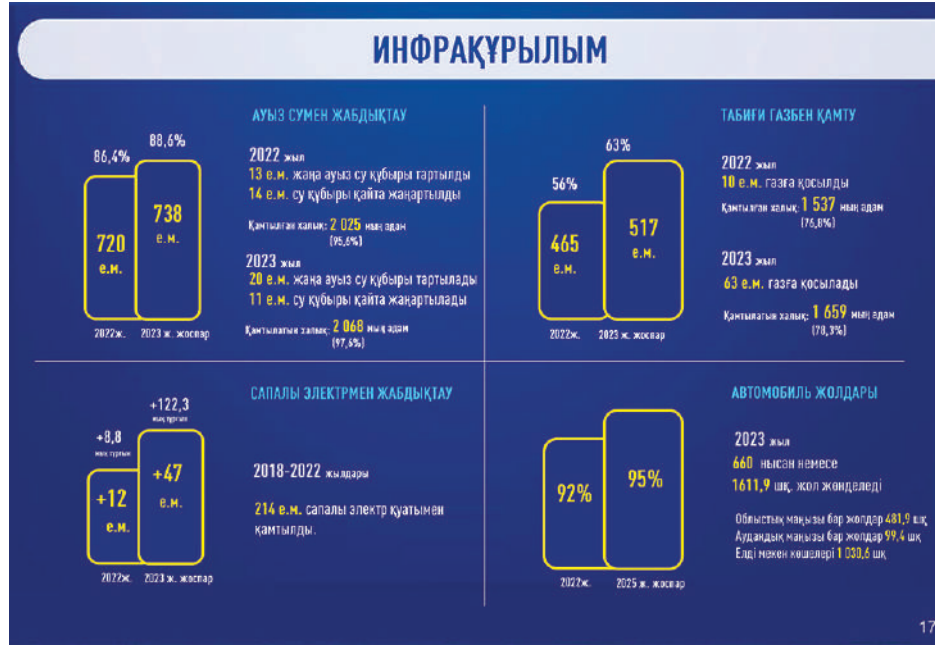 ИНФРАҚҰРЫЛЫМ
АУЫЗ СУМЕН ЖАБДЫҚТАУ
86,4%
88,6%
720
е.м.
738
е.м.
2022ж.
2023 ж. жоспар
2022 жыл
13 е.м. жаңа ауыз су құбыры тартылды
14 е.м. су құбыры қайта жаңартылды
Қамтылған халық: 2 025 мың адам
(95,6%)
2023 жыл
20 е.м. жаңа ауыз су құбыры тартылады
11 е.м. су құбыры қайта жаңартылады
Қамтылатын халық: 2 068 мың адам
(97,6%)
ТАБИҒИ ГАЗБЕН ҚАМТУ
56%
63%
465
е.м.
517
е.м.
2022ж.
2023 ж. жоспар
2022 жыл
10 е.м. газға қосылды
Қамтылған халық: 1 537 мың адам
(76,8%)
2023 жыл
63 е.м. газға қосылады
Қамтылатын халық: 1 659 мың адам
(78,3%)
САПАЛЫ ЭЛЕКТРМЕН ЖАБДЫҚТАУ
+8,8
мың тұрғын
+122,3
мың тұрғын
+12
е.м.
+47
е.м.
2022ж.
2023 ж. жоспар
2018-2022 жылдары
214 е.м. сапалы электр қуатымен
қамтылды.
АВТОМОБИЛЬ ЖОЛДАРЫ
92%
95%
2022ж.
2025 ж. жоспар
2023 жыл
660 нысан немесе
1611,9 шқ. жол жөнделеді
Облыстық маңызы бар жолдар 481,9 шқ
Аудандық маңызы бар жолдар 99,4 шқ
Елді мекен көшелері 1 030,6 шқ
17